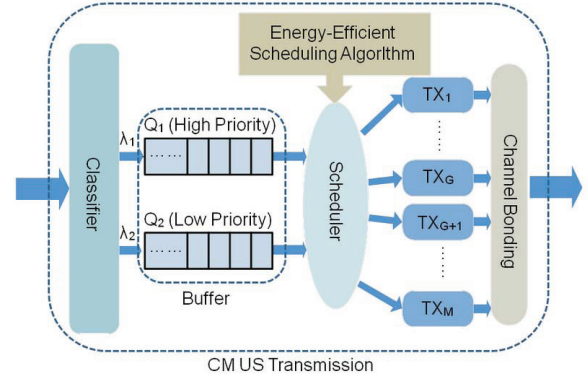 Energy-Efficient
Scheduling Algorithm
Classifier
λ1
Q1 (High Priority)
......
λ2
Q2 (Low Priority)
......
Buffer
Scheduler
TX1
......
TXG
TXG+1
......
TXM
Channel Bonding
CM US Transmission